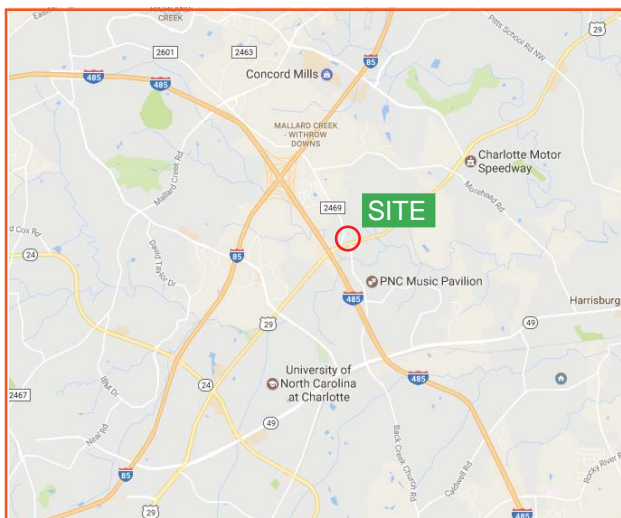 CREEK
29
Pitts School Rd NW
2601
2463
485
485
Concord Mills
85
MALLARD CREEK
- WITHROW
DOWNS
Mallard Creek Rd
Charlotte Motor
Speedway
Morehead Rd
2469
SITE
d Cox Rd
24
David Taylor Dr
85
PNC Music Pavilion
485
Harrisburg
29
49
University of
North Carolina
at Charlotte
24
485
2467
IBM Dr
49
Neal Rd
Back Creek Church Rd
Caldwell Rd
Rocky River R
85
29
485